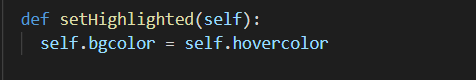 def setHighlighted(self):
  self.bgcolor = self.hovercolor